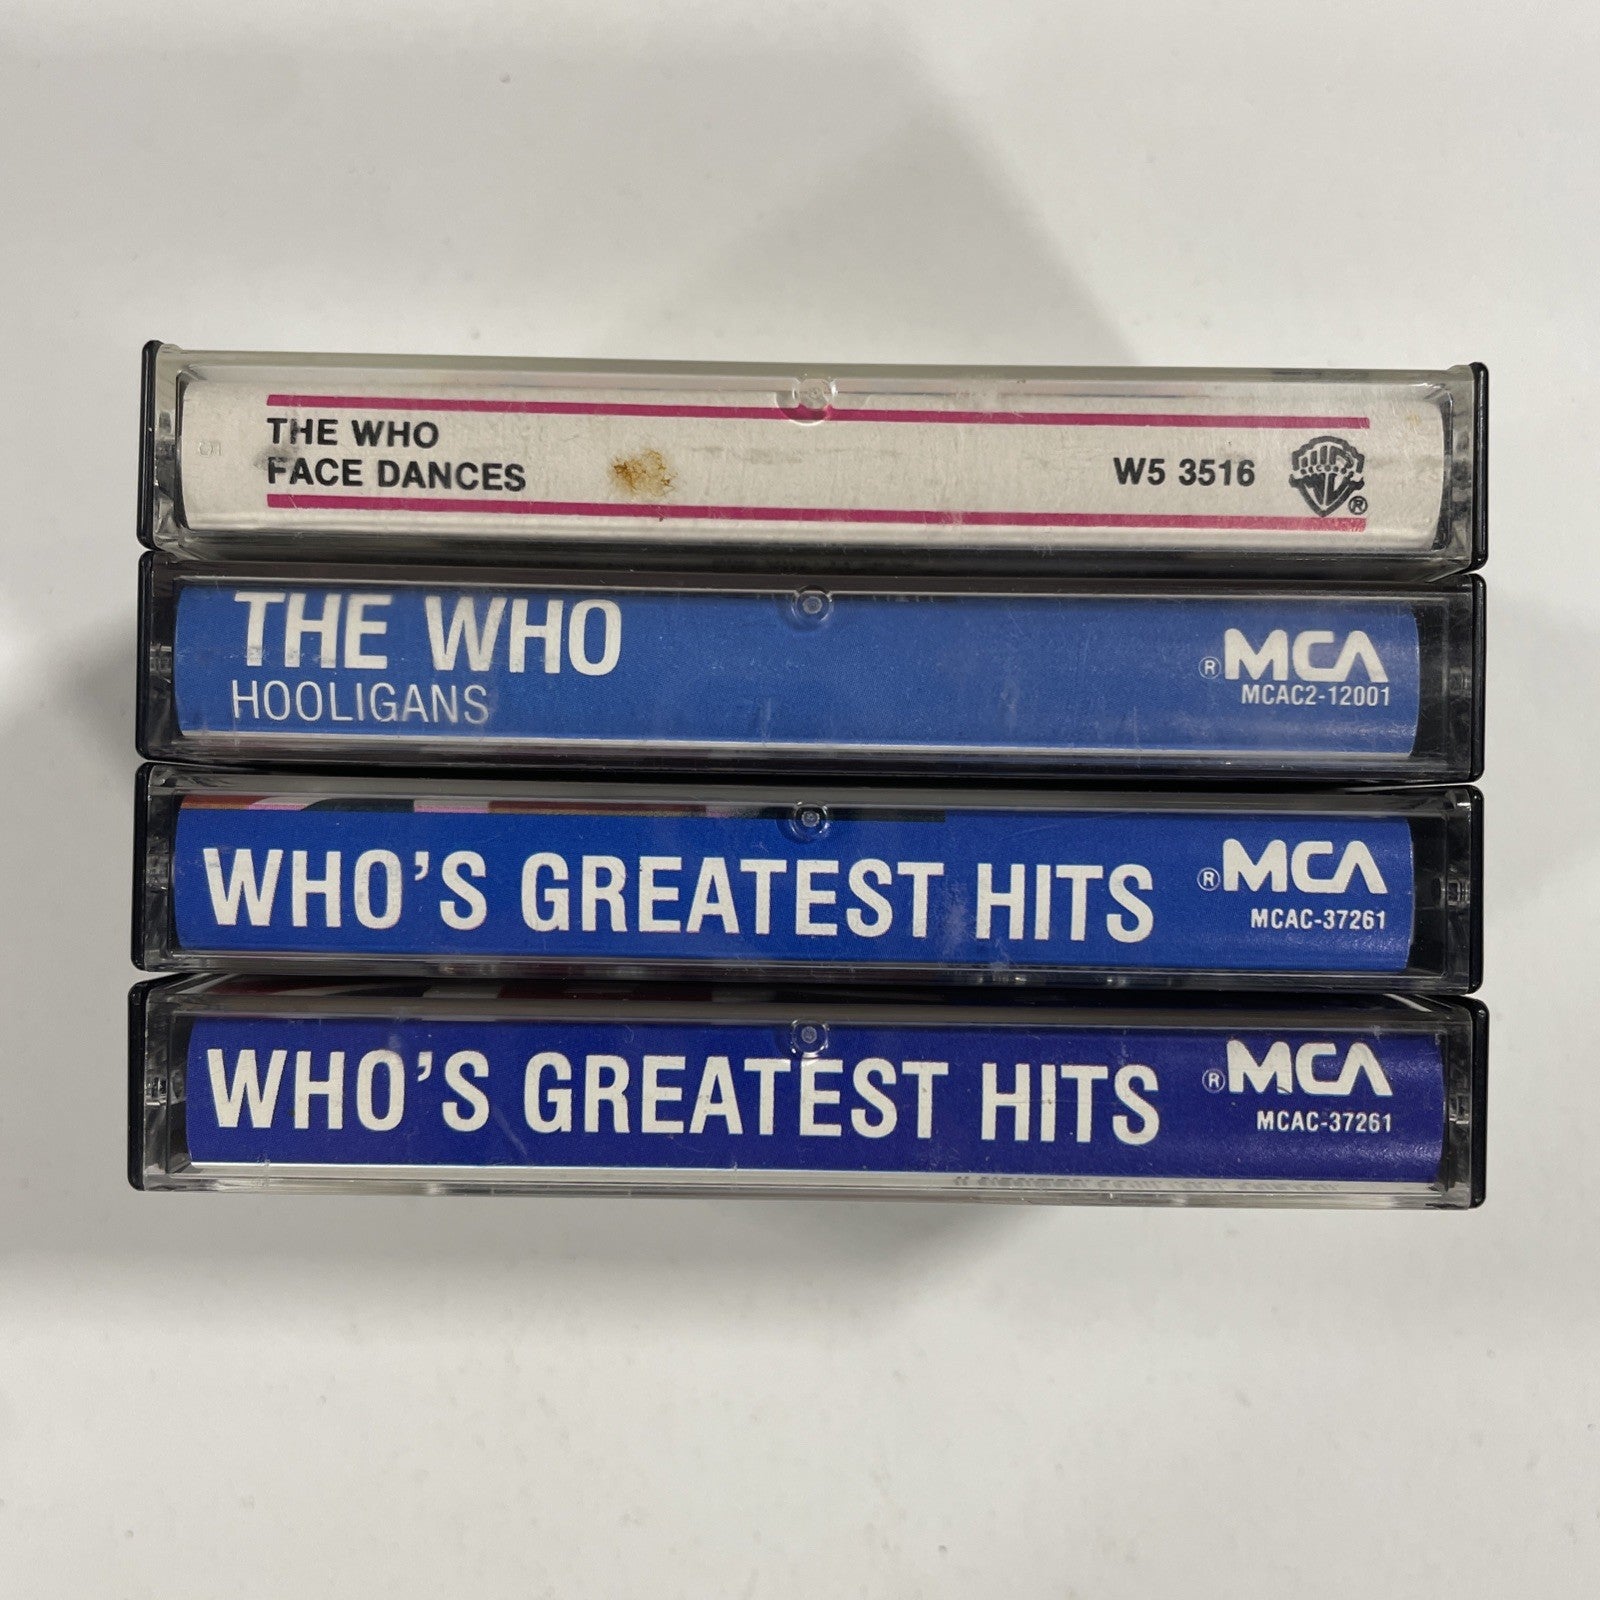 THE WHO
FACE DANCES
W5 3516
RECORDS
®
THE WHO
HOOLIGANS
®MCA
MCAC2-12001
WHO'S GREATEST HITS
®MCA
MCAC-37261
WHO'S GREATEST HITS
®MCA
MCAC-37261